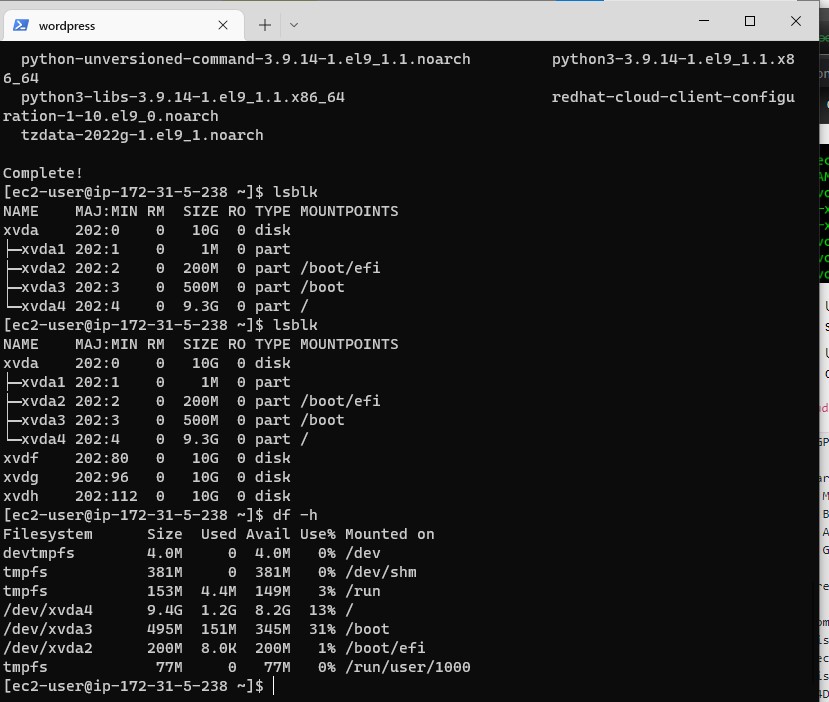 wordpress
  python-unversioned-command-3.9.14-1.el9_1.1.noarch         python3-3.9.14-1.el9_1.1.x8
6_64
  python3-libs-3.9.14-1.el9_1.1.x86_64                       redhat-cloud-client-configu
ration-1-10.el9_0.noarch
  tzdata-2022g-1.el9_1.noarch

Complete!
[ec2-user@ip-172-31-5-238 ~]$ lsblk
NAME    MAJ:MIN RM  SIZE RO TYPE MOUNTPOINTS
xvda    202:0    0   10G  0 disk
├─xvda1 202:1    0    1M  0 part
├─xvda2 202:2    0  200M  0 part /boot/efi
├─xvda3 202:3    0  500M  0 part /boot
└─xvda4 202:4    0  9.3G  0 part /
[ec2-user@ip-172-31-5-238 ~]$ lsblk
NAME    MAJ:MIN RM  SIZE RO TYPE MOUNTPOINTS
xvda    202:0    0   10G  0 disk
├─xvda1 202:1    0    1M  0 part
├─xvda2 202:2    0  200M  0 part /boot/efi
├─xvda3 202:3    0  500M  0 part /boot
└─xvda4 202:4    0  9.3G  0 part /
xvdf    202:80   0   10G  0 disk
xvdg    202:96   0   10G  0 disk
xvdh    202:112  0   10G  0 disk
[ec2-user@ip-172-31-5-238 ~]$ df -h
Filesystem      Size  Used Avail Use% Mounted on
devtmpfs        4.0M     0  4.0M   0% /dev
tmpfs           381M     0  381M   0% /dev/shm
tmpfs           153M  4.4M  149M   3% /run
/dev/xvda4      9.4G  1.2G  8.2G  13% /
/dev/xvda3      495M  151M  345M  31% /boot
/dev/xvda2      200M  8.0K  200M   1% /boot/efi
tmpfs            77M     0   77M   0% /run/user/1000
[ec2-user@ip-172-31-5-238 ~]$